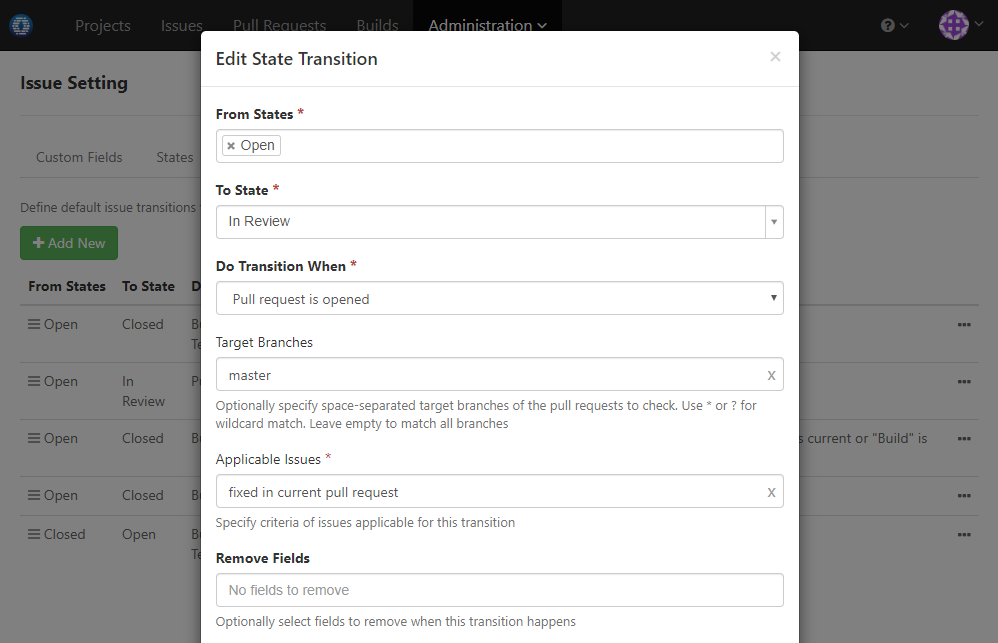 Projects Issues Pull Requests Builds Administration
Edit State Transition ×
Issue Setting
From States *
× Open
Custom Fields States
To State *
Define default issue transitions
In Review
+ Add New
Do Transition When *
From States To State D
Pull request is opened
Open Closed
Target Branches
Open In Review
master x
Optionally specify space-separated target branches of the pull requests to check. Use * or ? for
wildcard match. Leave empty to match all branches
Open Closed s current or "Build" is
Applicable Issues *
fixed in current pull request x
Open Closed
Specify criteria of issues applicable for this transition
Closed Open
Remove Fields
No fields to remove
Optionally select fields to remove when this transition happens